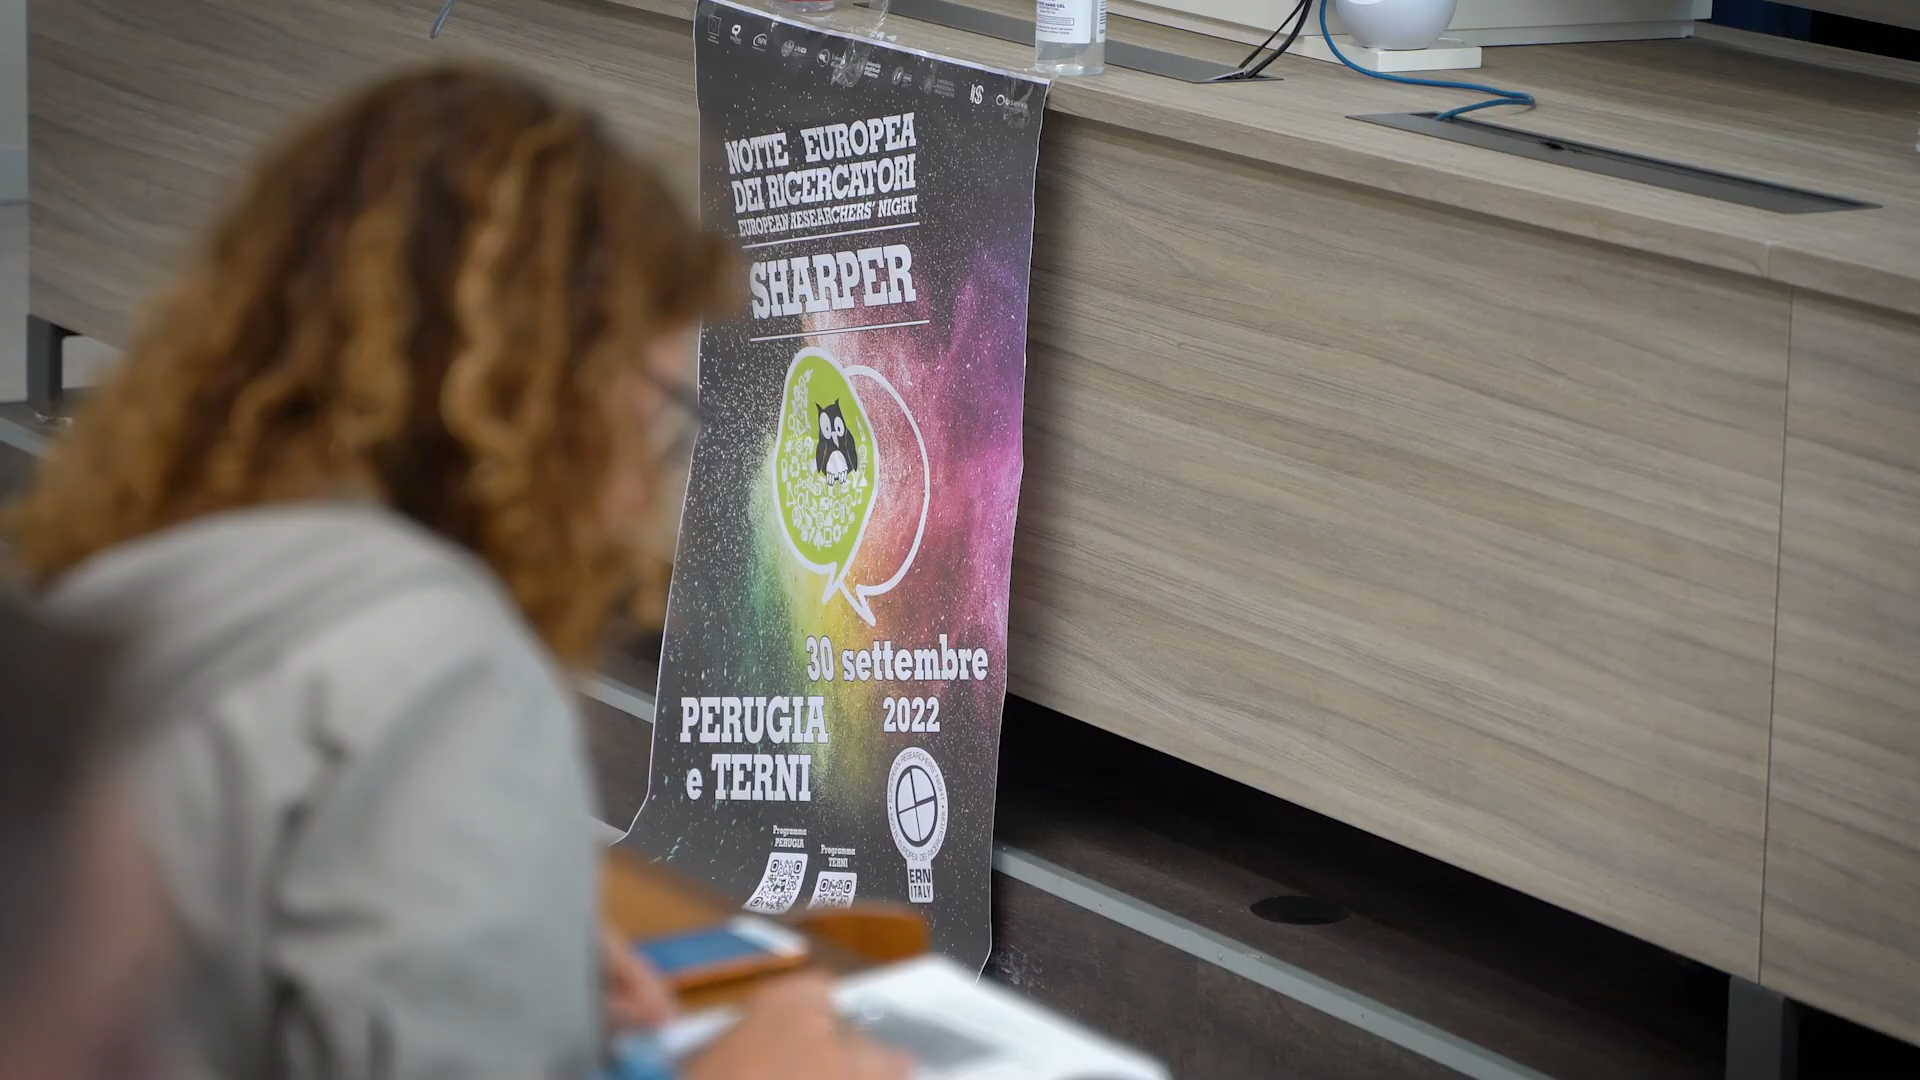 NOTTE EUROPEA
DEI RICERCATORI
EUROPEAN RESEARCHERS' NIGHT
SHARPER
30 settembre
2022
PERUGIA
e TERNI
Programma
PERUGIA
Programma
TERNI
ERN
ITALY